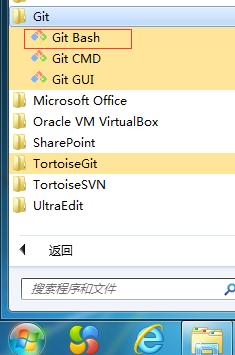 Git
Git Bash
Git CMD
Git GUI
Microsoft Office
Oracle VM VirtualBox
SharePoint
TortoiseGit
TortoiseSVN
UltraEdit
返回
搜索程序和文件